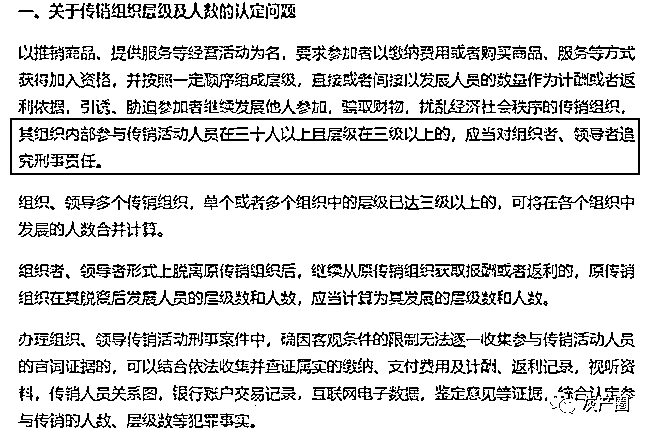 一、关于传销组织层级及人数的认定问题
以推销商品、提供服务等经营活动为名，要求参加者以缴纳费用或者购买商品、服务等方式
获得加入资格，并按照一定顺序组成层级，直接或者间接以发展人员的数量作为计酬或者返
利依据，引诱、胁迫参加者继续发展他人参加，骗取财物，扰乱经济社会秩序的传销组织，
其组织内部参与传销活动人员在三十人以上且层级在三级以上的，应当对组织者、领导者追
究刑事责任。
组织、领导多个传销组织，单个或者多个组织中的层级已达三级以上的，可将在各个组织中
发展的人数合并计算。
组织者、领导者形式上脱离原传销组织后，继续从原传销组织获取报酬或者返利的，原传销
组织在其脱离后发展人员的层级数和人数，应当计算为其发展的层级数和人数。
办理组织、领导传销活动刑事案件中，确因客观条件的限制无法逐一收集参与传销活动人员
的言词证据的，可以结合依法收集并查证属实的缴纳、支付费用及计酬、返利记录，视听资
料，传销人员关系图，银行账户交易记录，互联网电子数据，鉴定意见等证据，综合认定参
与传销的人数、层级数等犯罪事实。
灰产圈